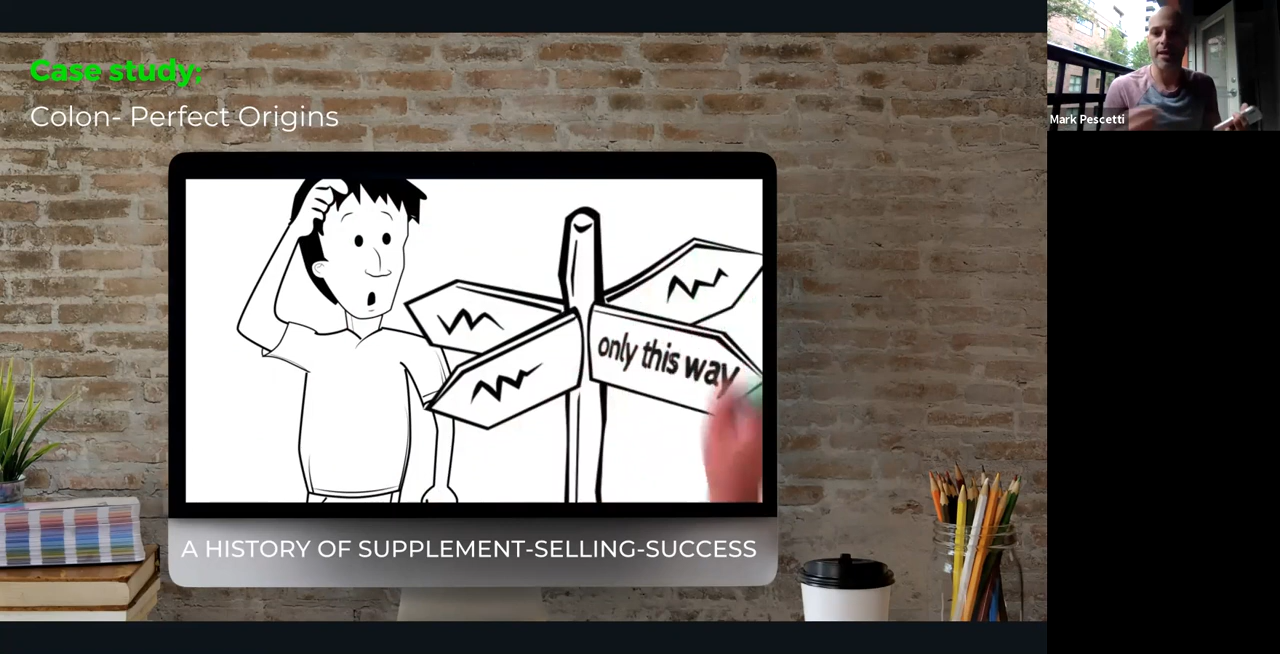 Case study:
Colon- Perfect Origins
only this way
A HISTORY OF SUPPLEMENT-SELLING-SUCCESS
Mark Pescetti